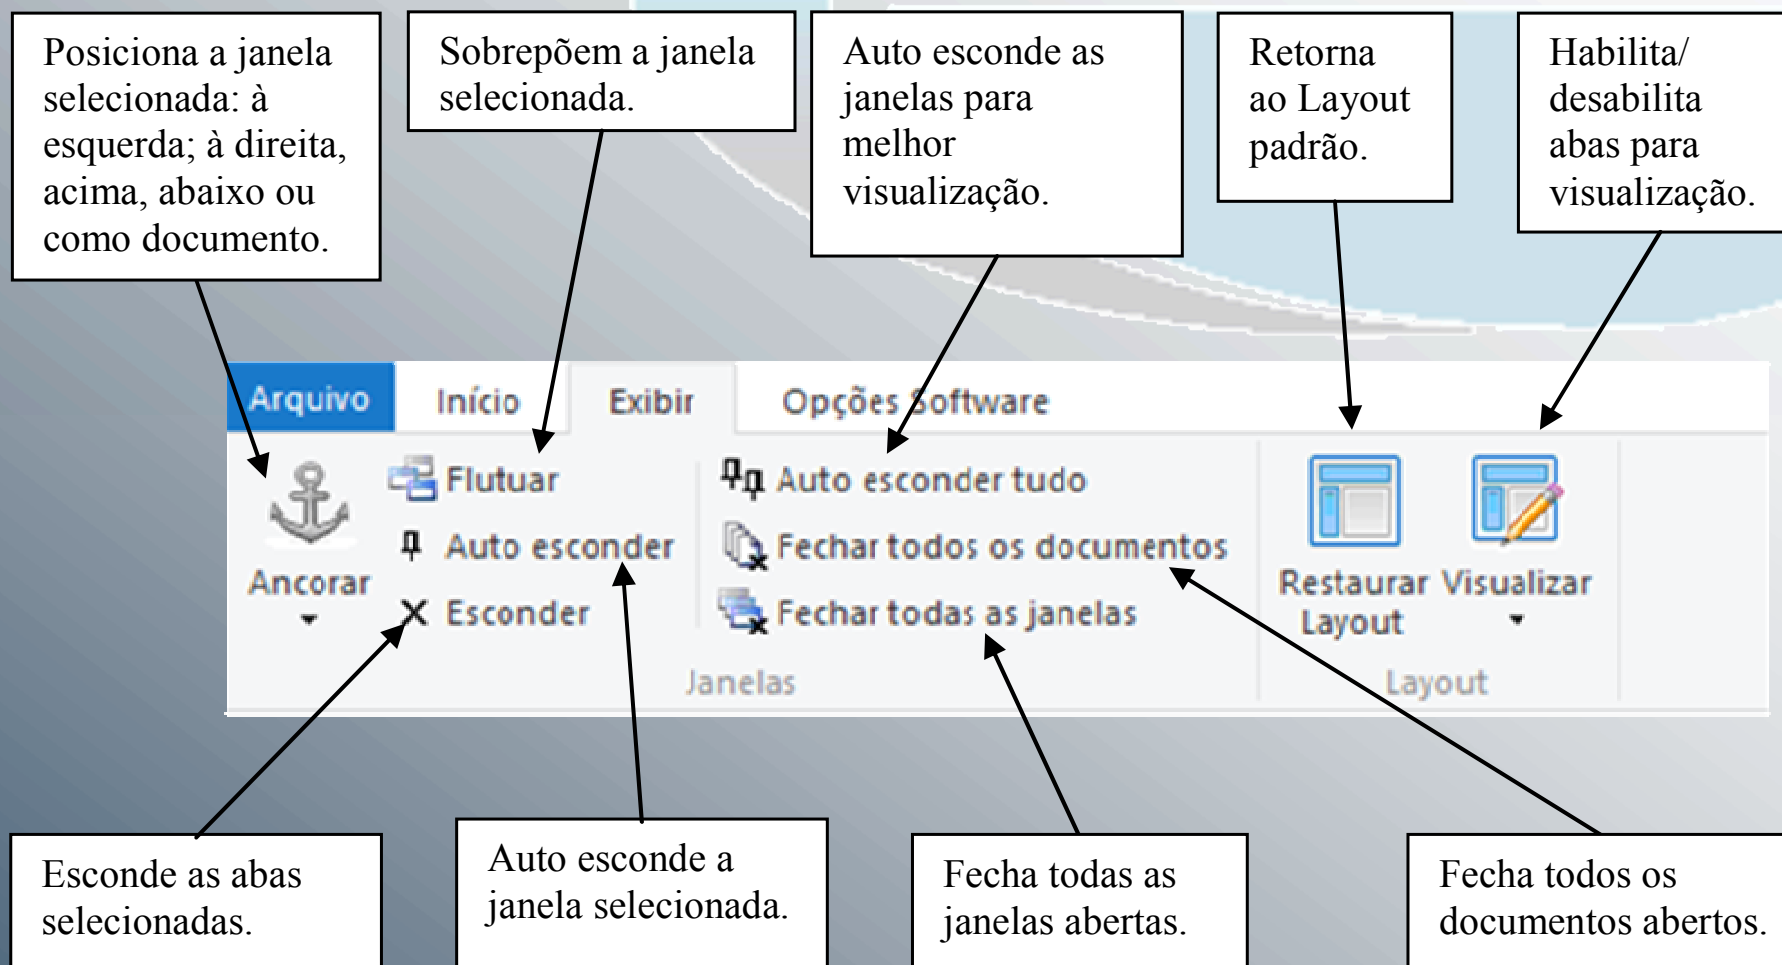 Posiciona a janela
selecionada: à
esquerda; à direita,
acima, abaixo ou
como documento.
Sobrepõem a janela
selecionada.
Auto esconde as
janelas para
melhor
visualização.
Retorna
ao Layout
padrão.
Habilita/
desabilita
abas para
visualização.
Arquivo
Início
Exibir
Opções Software
Ancorar
Flutuar
Auto esconder
Esconder
Auto esconder tudo
Fechar todos os documentos
Fechar todas as janelas
Janelas
Restaurar
Layout
Visualizar
Layout
Esconde as abas
selecionadas.
Auto esconde a
janela selecionada.
Fecha todas as
janelas abertas.
Fecha todos os
documentos abertos.